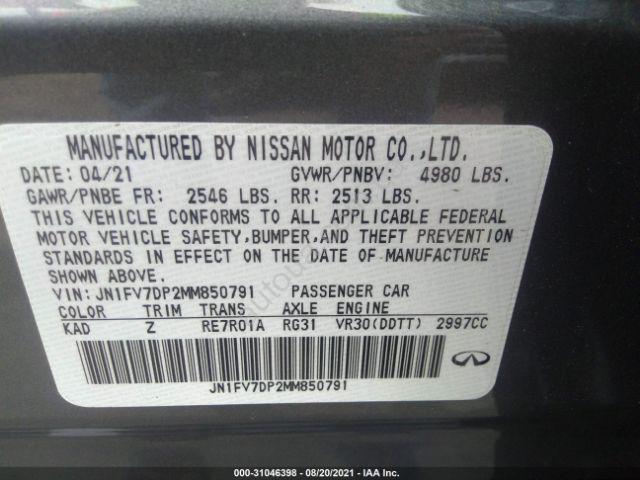 MANUFACTURED BY NISSAN MOTOR CO.,LTD.
DATE: 04/21 GVWR/PNBV: 4980 LBS.
GAWR/PNBE FR: 2546 LBS. RR: 2513 LBS.
THIS VEHICLE CONFORMS TO ALL APPLICABLE FEDERAL
MOTOR VEHICLE SAFETY,BUMPER,AND THEFT PREVENTION
STANDARDS IN EFFECT ON THE DATE OF MANUFACTURE
SHOWN ABOVE.
VIN: JN1FV7DP2MM850791 PASSENGER CAR
COLOR TRIM TRANS AXLE ENGINE
KAD Z RE7R01A RG31 VR30(DDTT) 2997CC
JN1FV7DP2MM850791
INFINITI
000-31046398 - 08/20/2021 - IAA Inc.